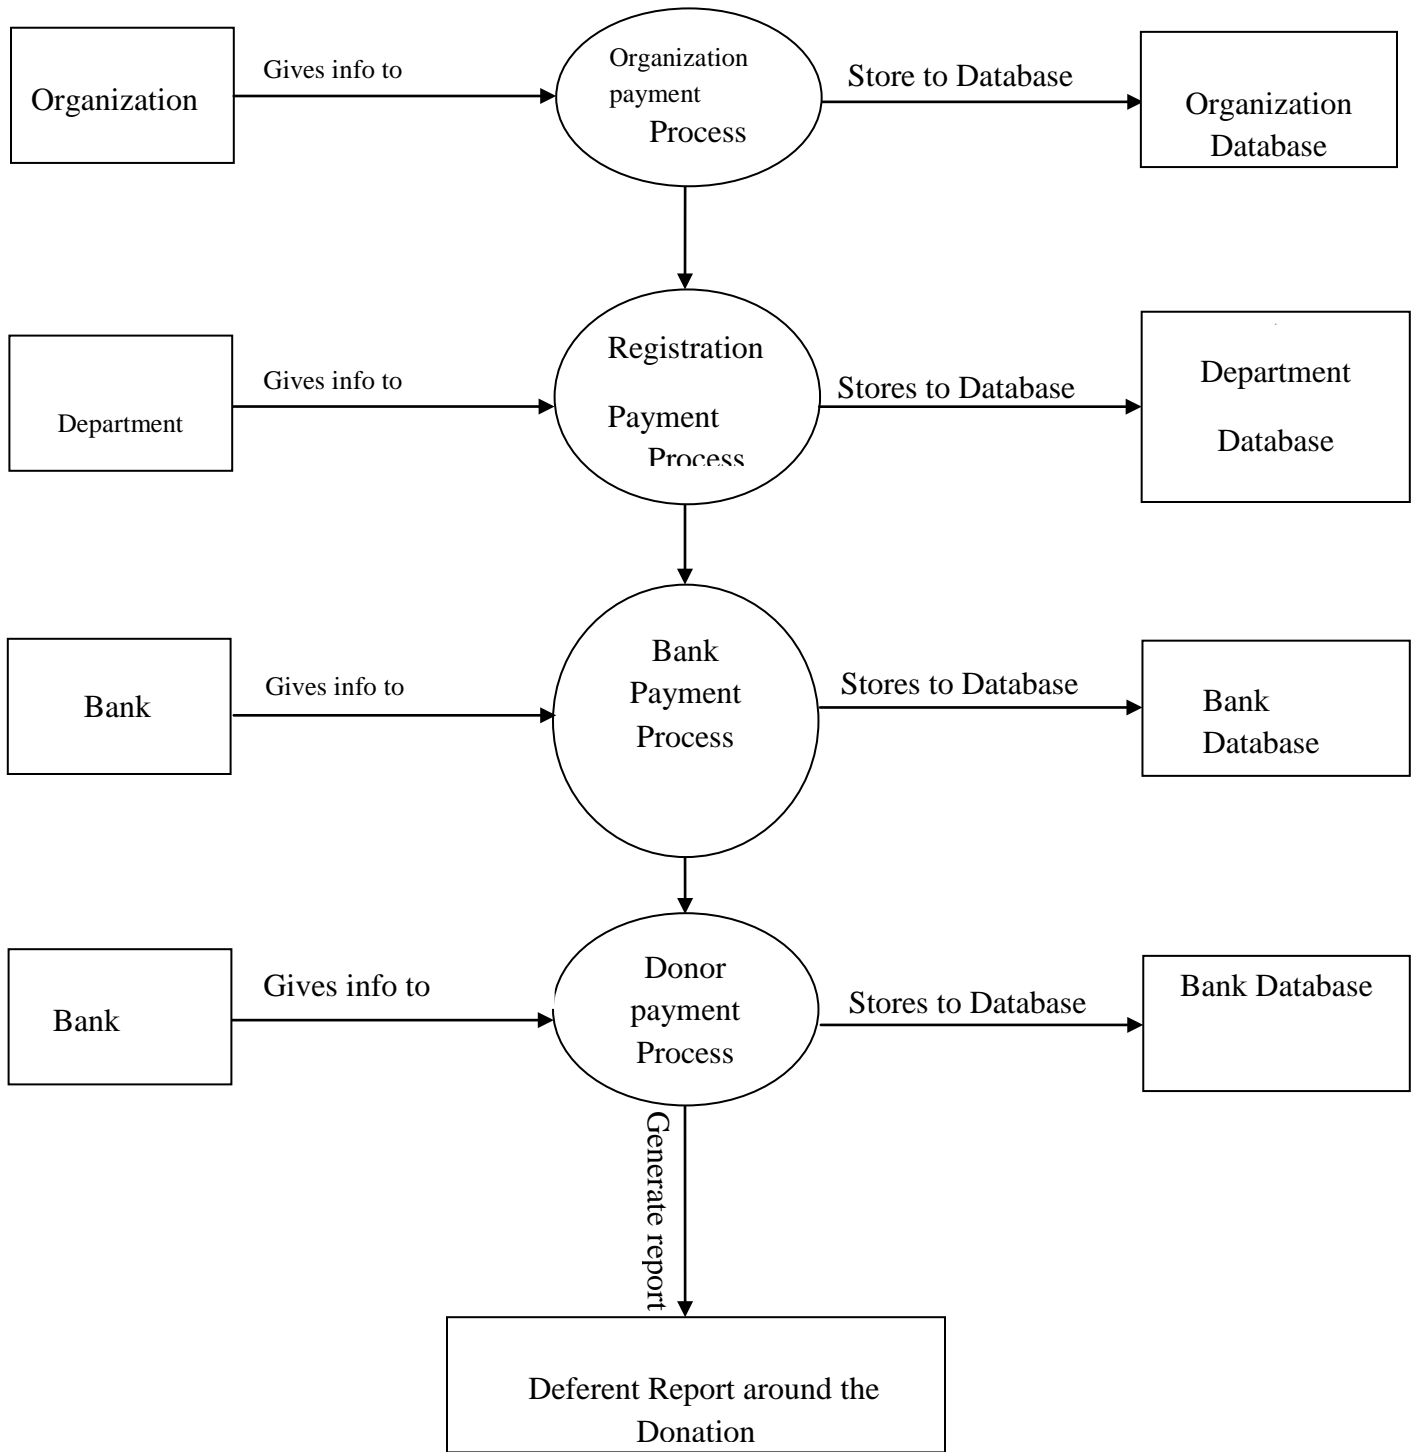 Organization
Gives info to
Organization
payment
Process
Store to Database
Organization
Database
Department
Gives info to
Registration
Payment
Process
Stores to Database
Department
Database
Bank
Gives info to
Bank
Payment
Process
Stores to Database
Bank
Database
Bank
Gives info to
Donor
payment
Process
Stores to Database
Bank Database
Generate report
Deferent Report around the
Donation